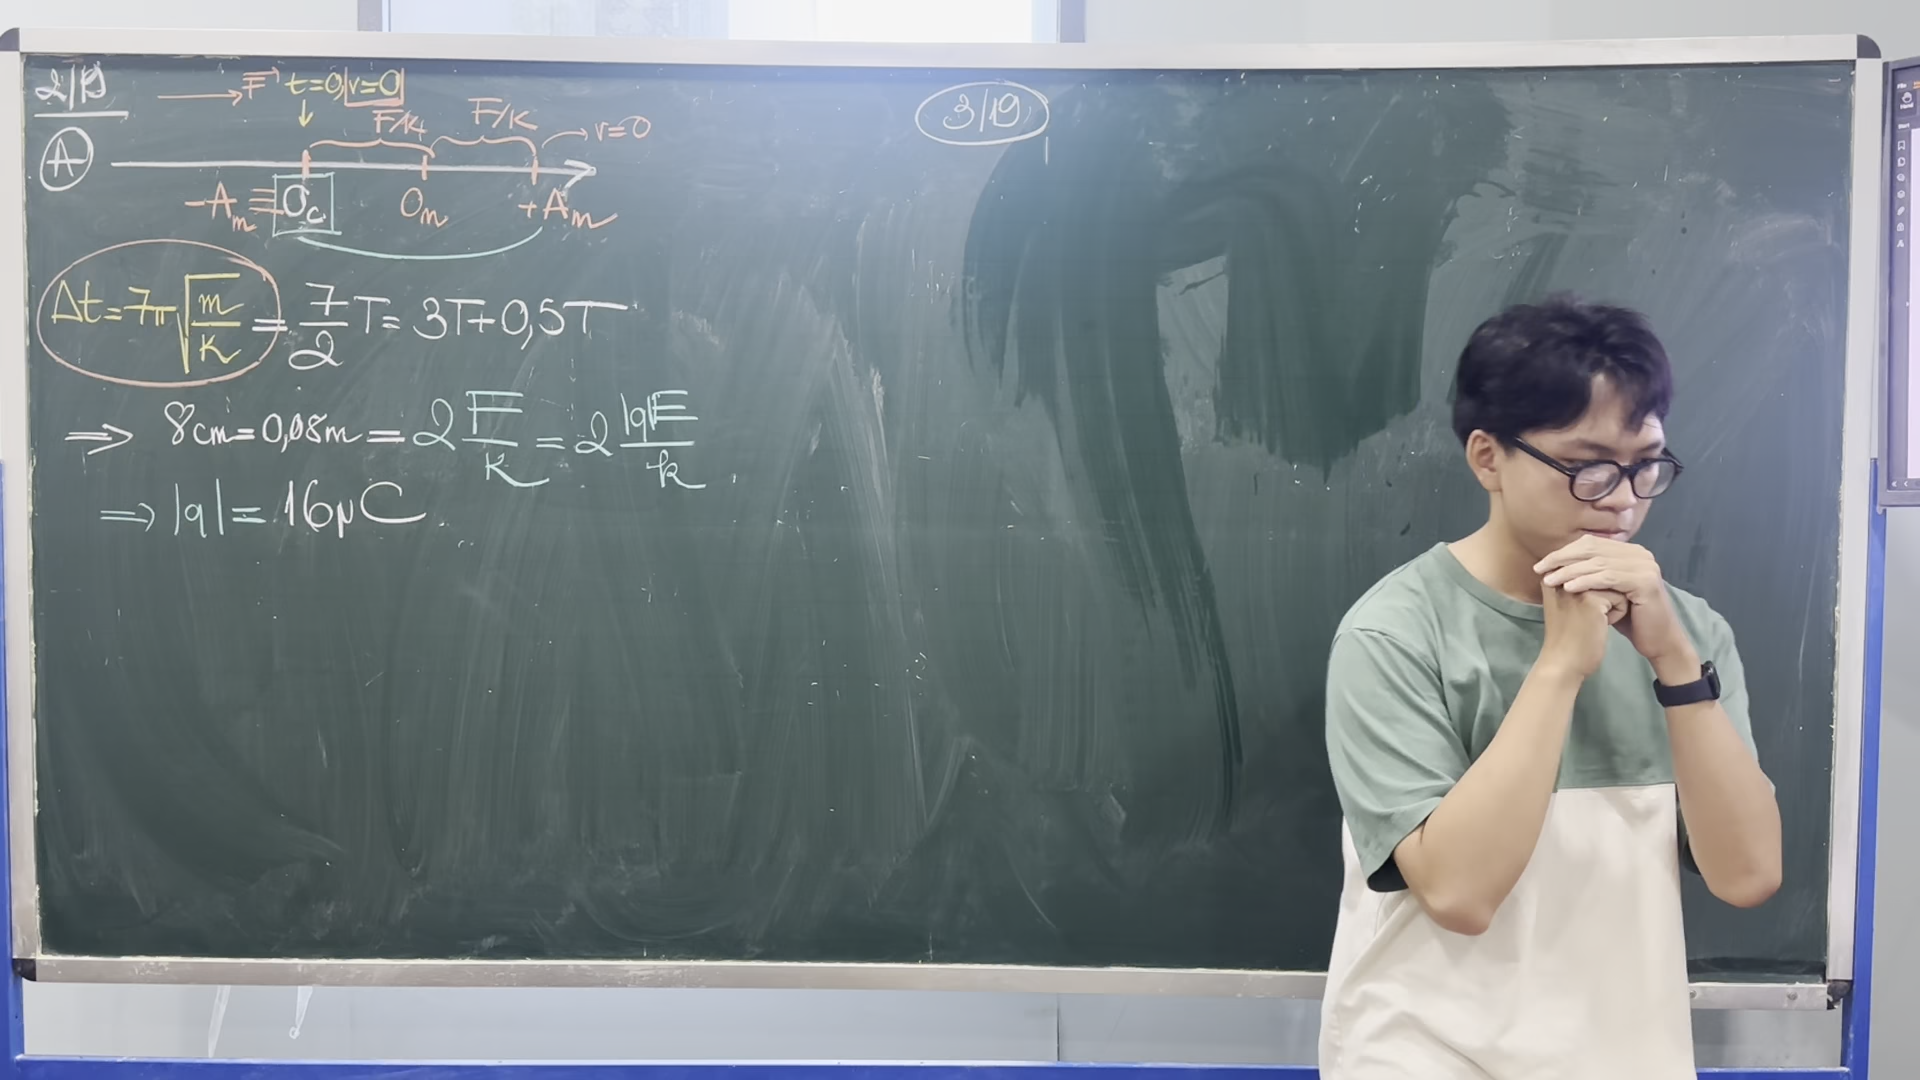 2/19
F t=0, v=0
A
F/K F/K v=0
-Am ≡ Oc Om +Am
Δt = 7π√(m/K) = 7/2 T = 3T + 0,5T
⇒ 8cm = 0,08m = 2 F/K = 2 |q|E/k
⇒ |q| = 16μC
3/19